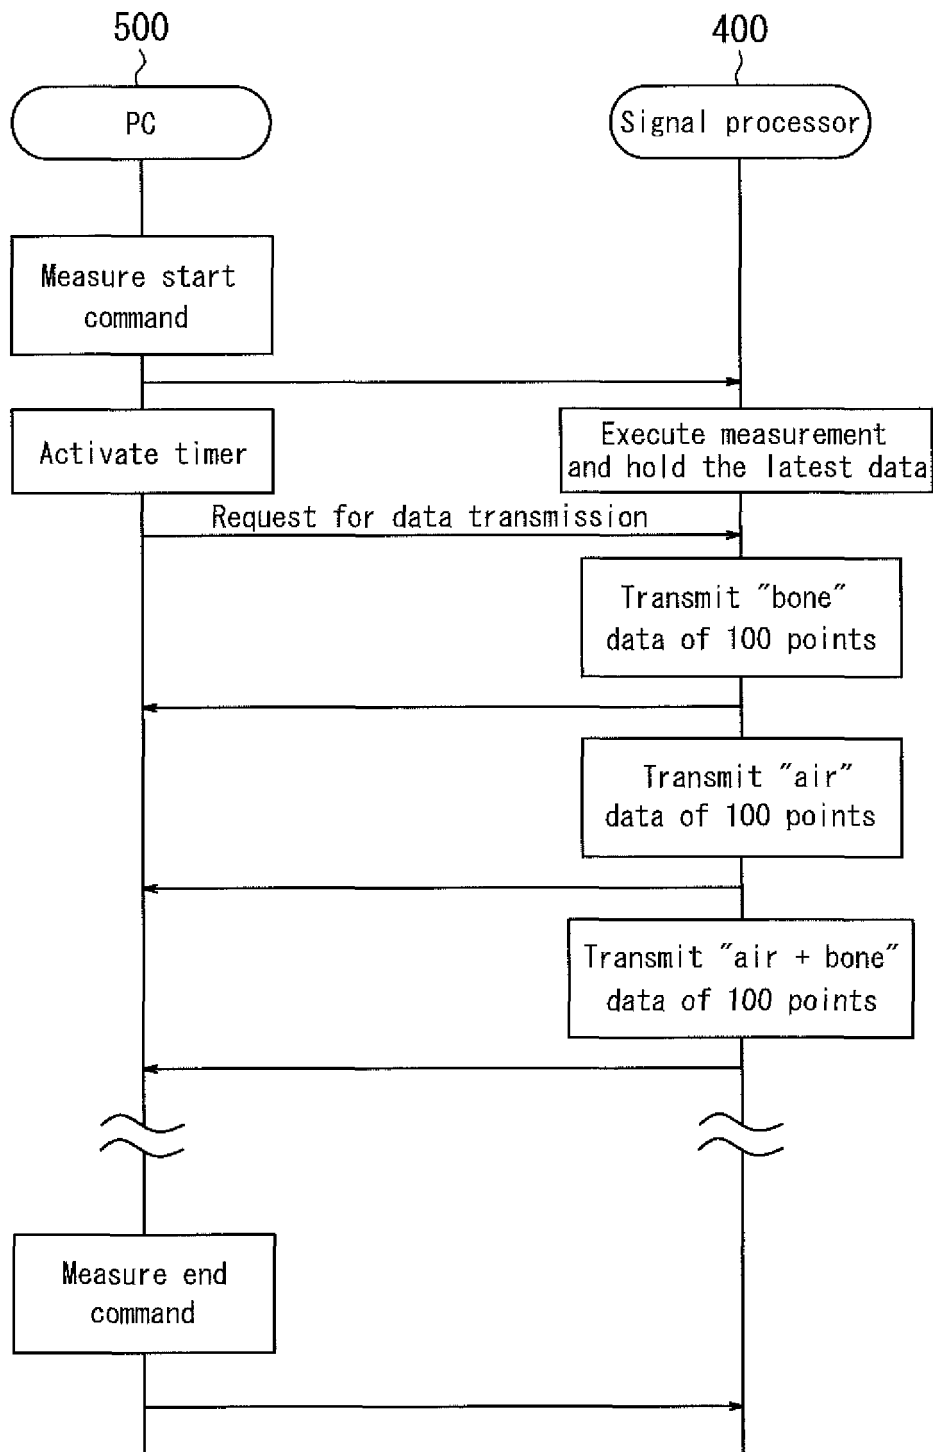 500
400
PC
Signal processor
Measure start
command
Activate timer
Execute measurement
and hold the latest data
Request for data transmission
Transmit "bone"
data of 100 points
Transmit "air"
data of 100 points
Transmit "air + bone"
data of 100 points
Measure end
command